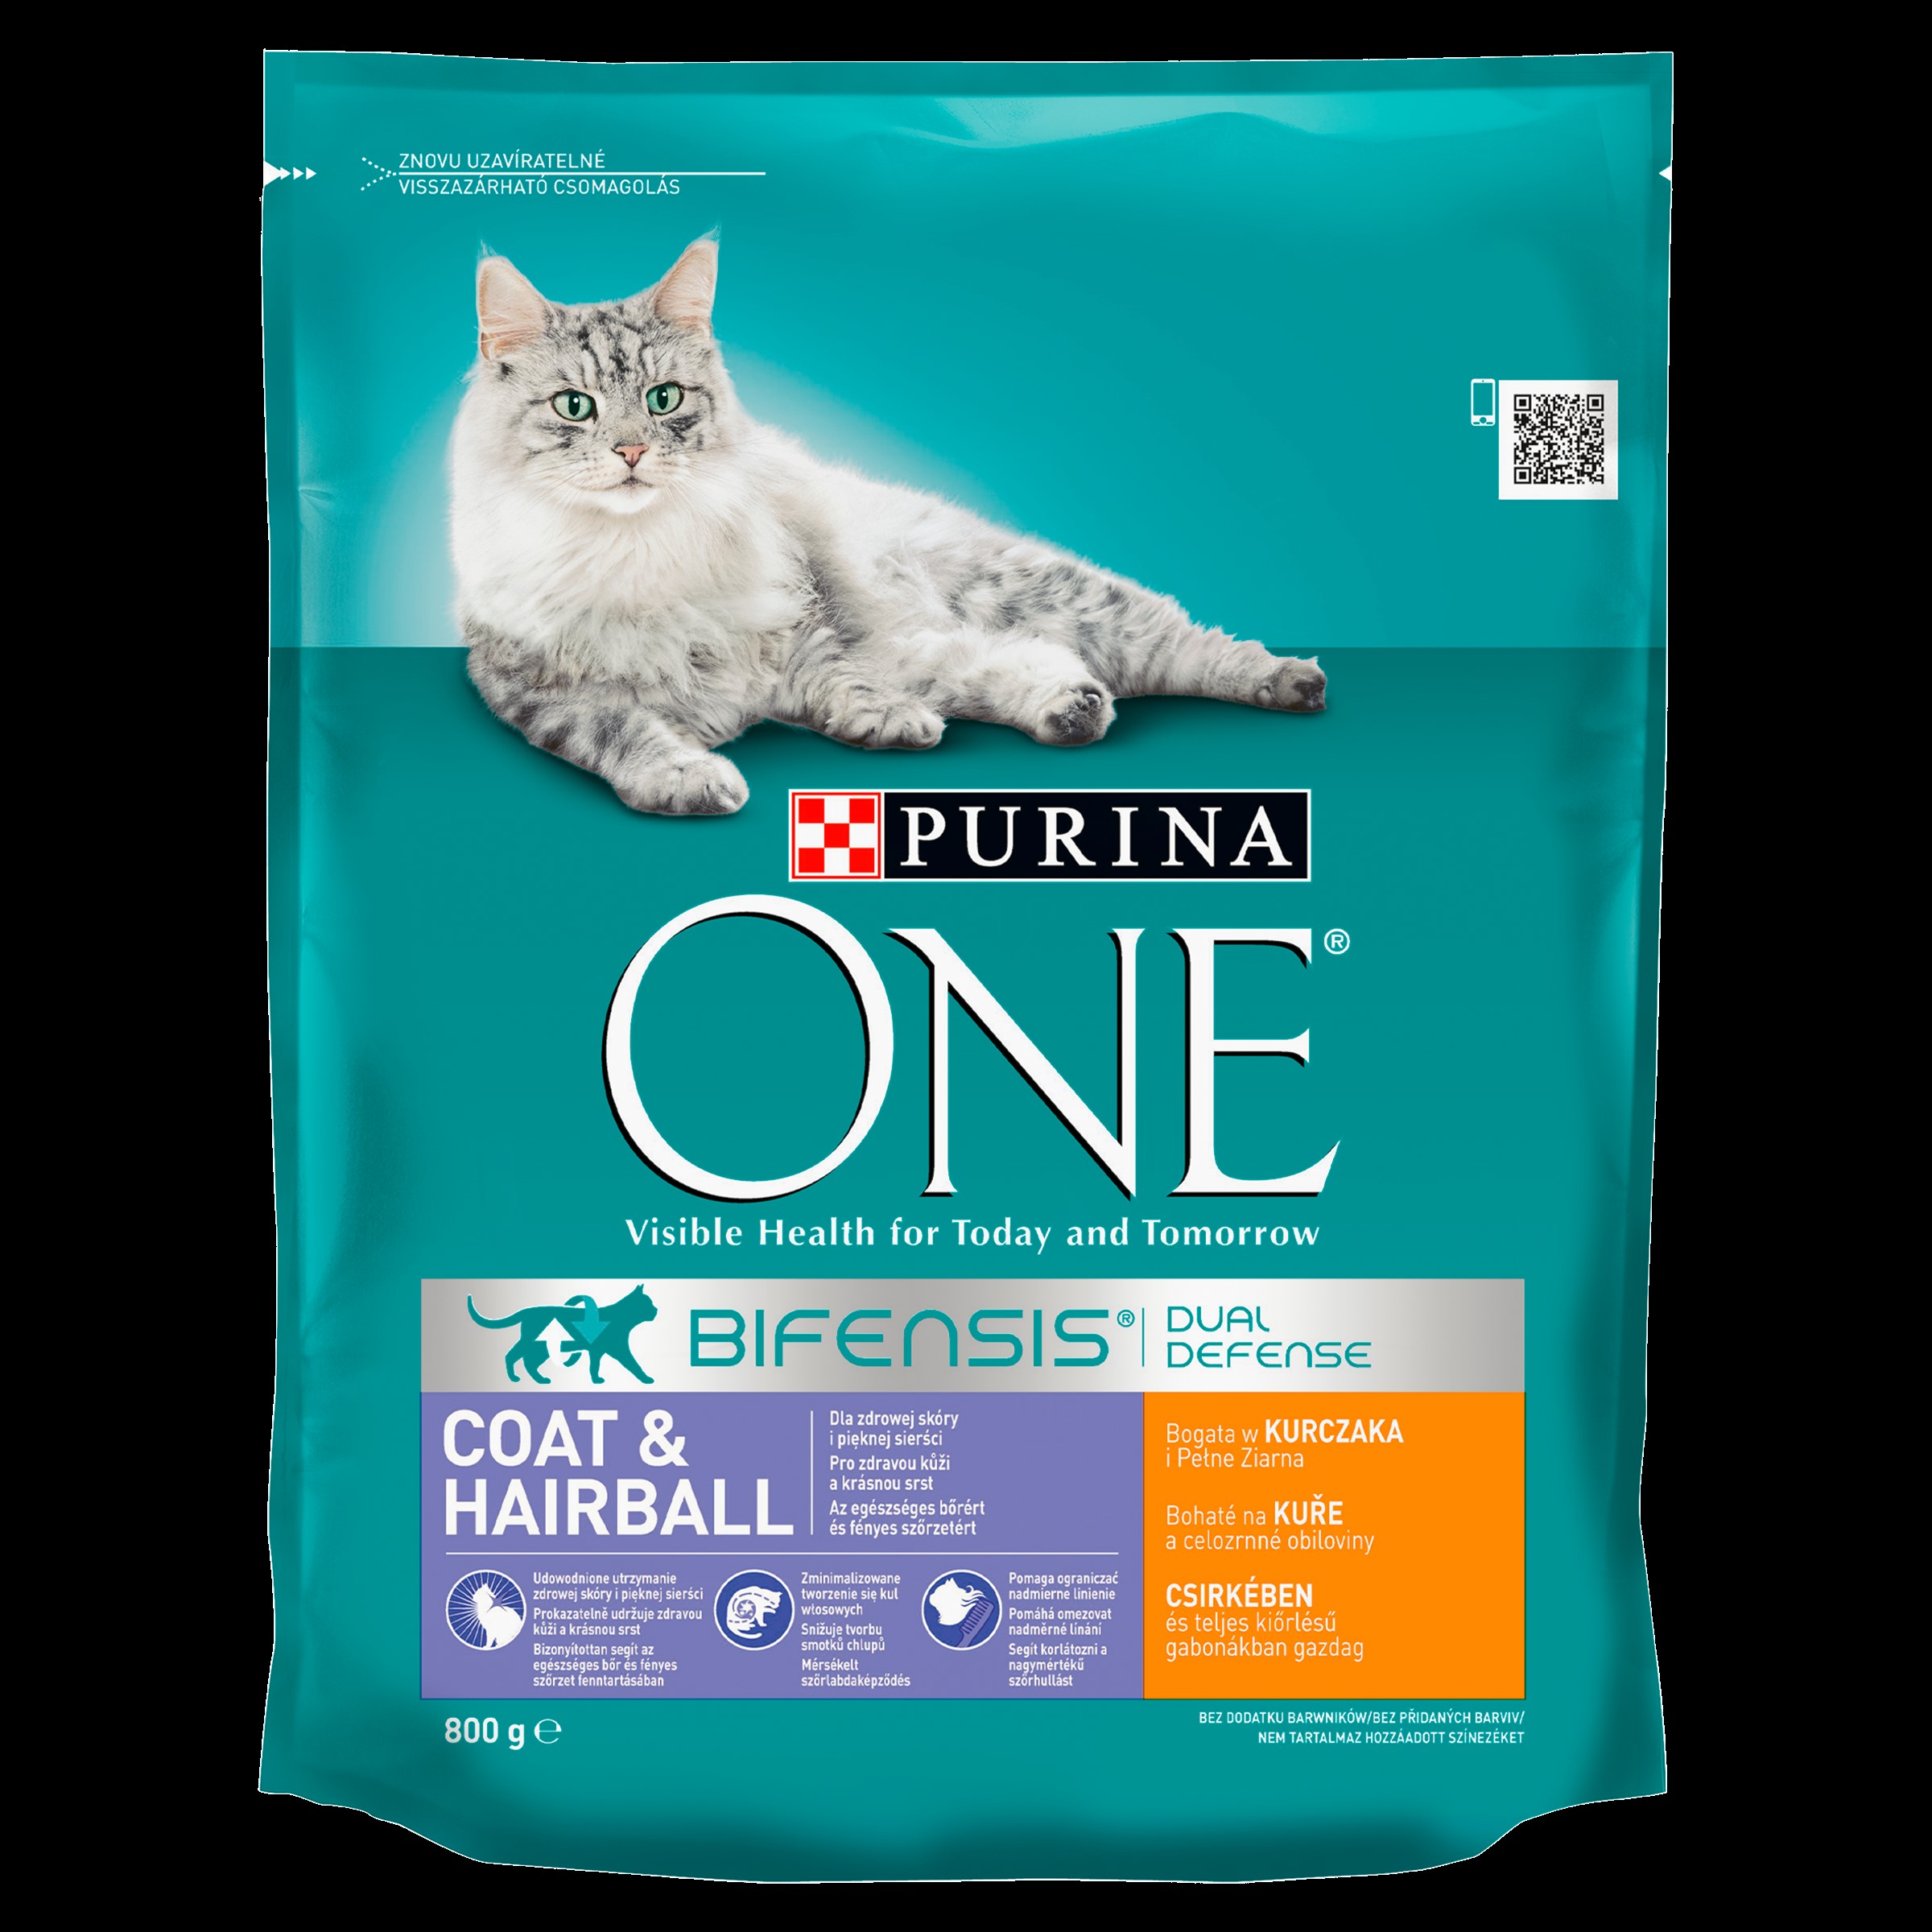 ZNOVU UZAVÍRATELNÉ
VISSZAZÁRHATÓ CSOMAGOLÁS
PURINA
ONE®
Visible Health for Today and Tomorrow
BIFENSIS®
DUAL
DEFENSE
COAT &
HAIRBALL
Dla zdrowej skóry
i pięknej sierści
Pro zdravou kůži
a krásnou srst
Az egészséges bőrért
és fényes szőrzetért
Bogata w KURCZAKA
i Pełne Ziarna
Bohaté na KUŘE
a celozrnné obiloviny
CSIRKÉBEN
és teljes kiőrlésű
gabonákban gazdag
Udowodnione utrzymanie
zdrowej skóry i pięknej sierści
Prokazatelně udržuje zdravou
kůži a krásnou srst
Bizonyítottan segít az
egészséges bőr és fényes
szőrzet fenntartásában
Zminimalizowane
tworzenie się kul
włosowych
Snižuje tvorbu
smotků chlupů
Mérsékelt
szőrlabdaképződés
Pomaga ograniczać
nadmierne linienie
Pomáhá omezovat
nadměrné línání
Segít korlátozni a
nagymértékű
szőrhullást
800 g ℮
BEZ DODATKU BARWNIKÓW/BEZ PŘIDANÝCH BARVIV/
NEM TARTALMAZ HOZZÁADOTT SZÍNEZÉKET